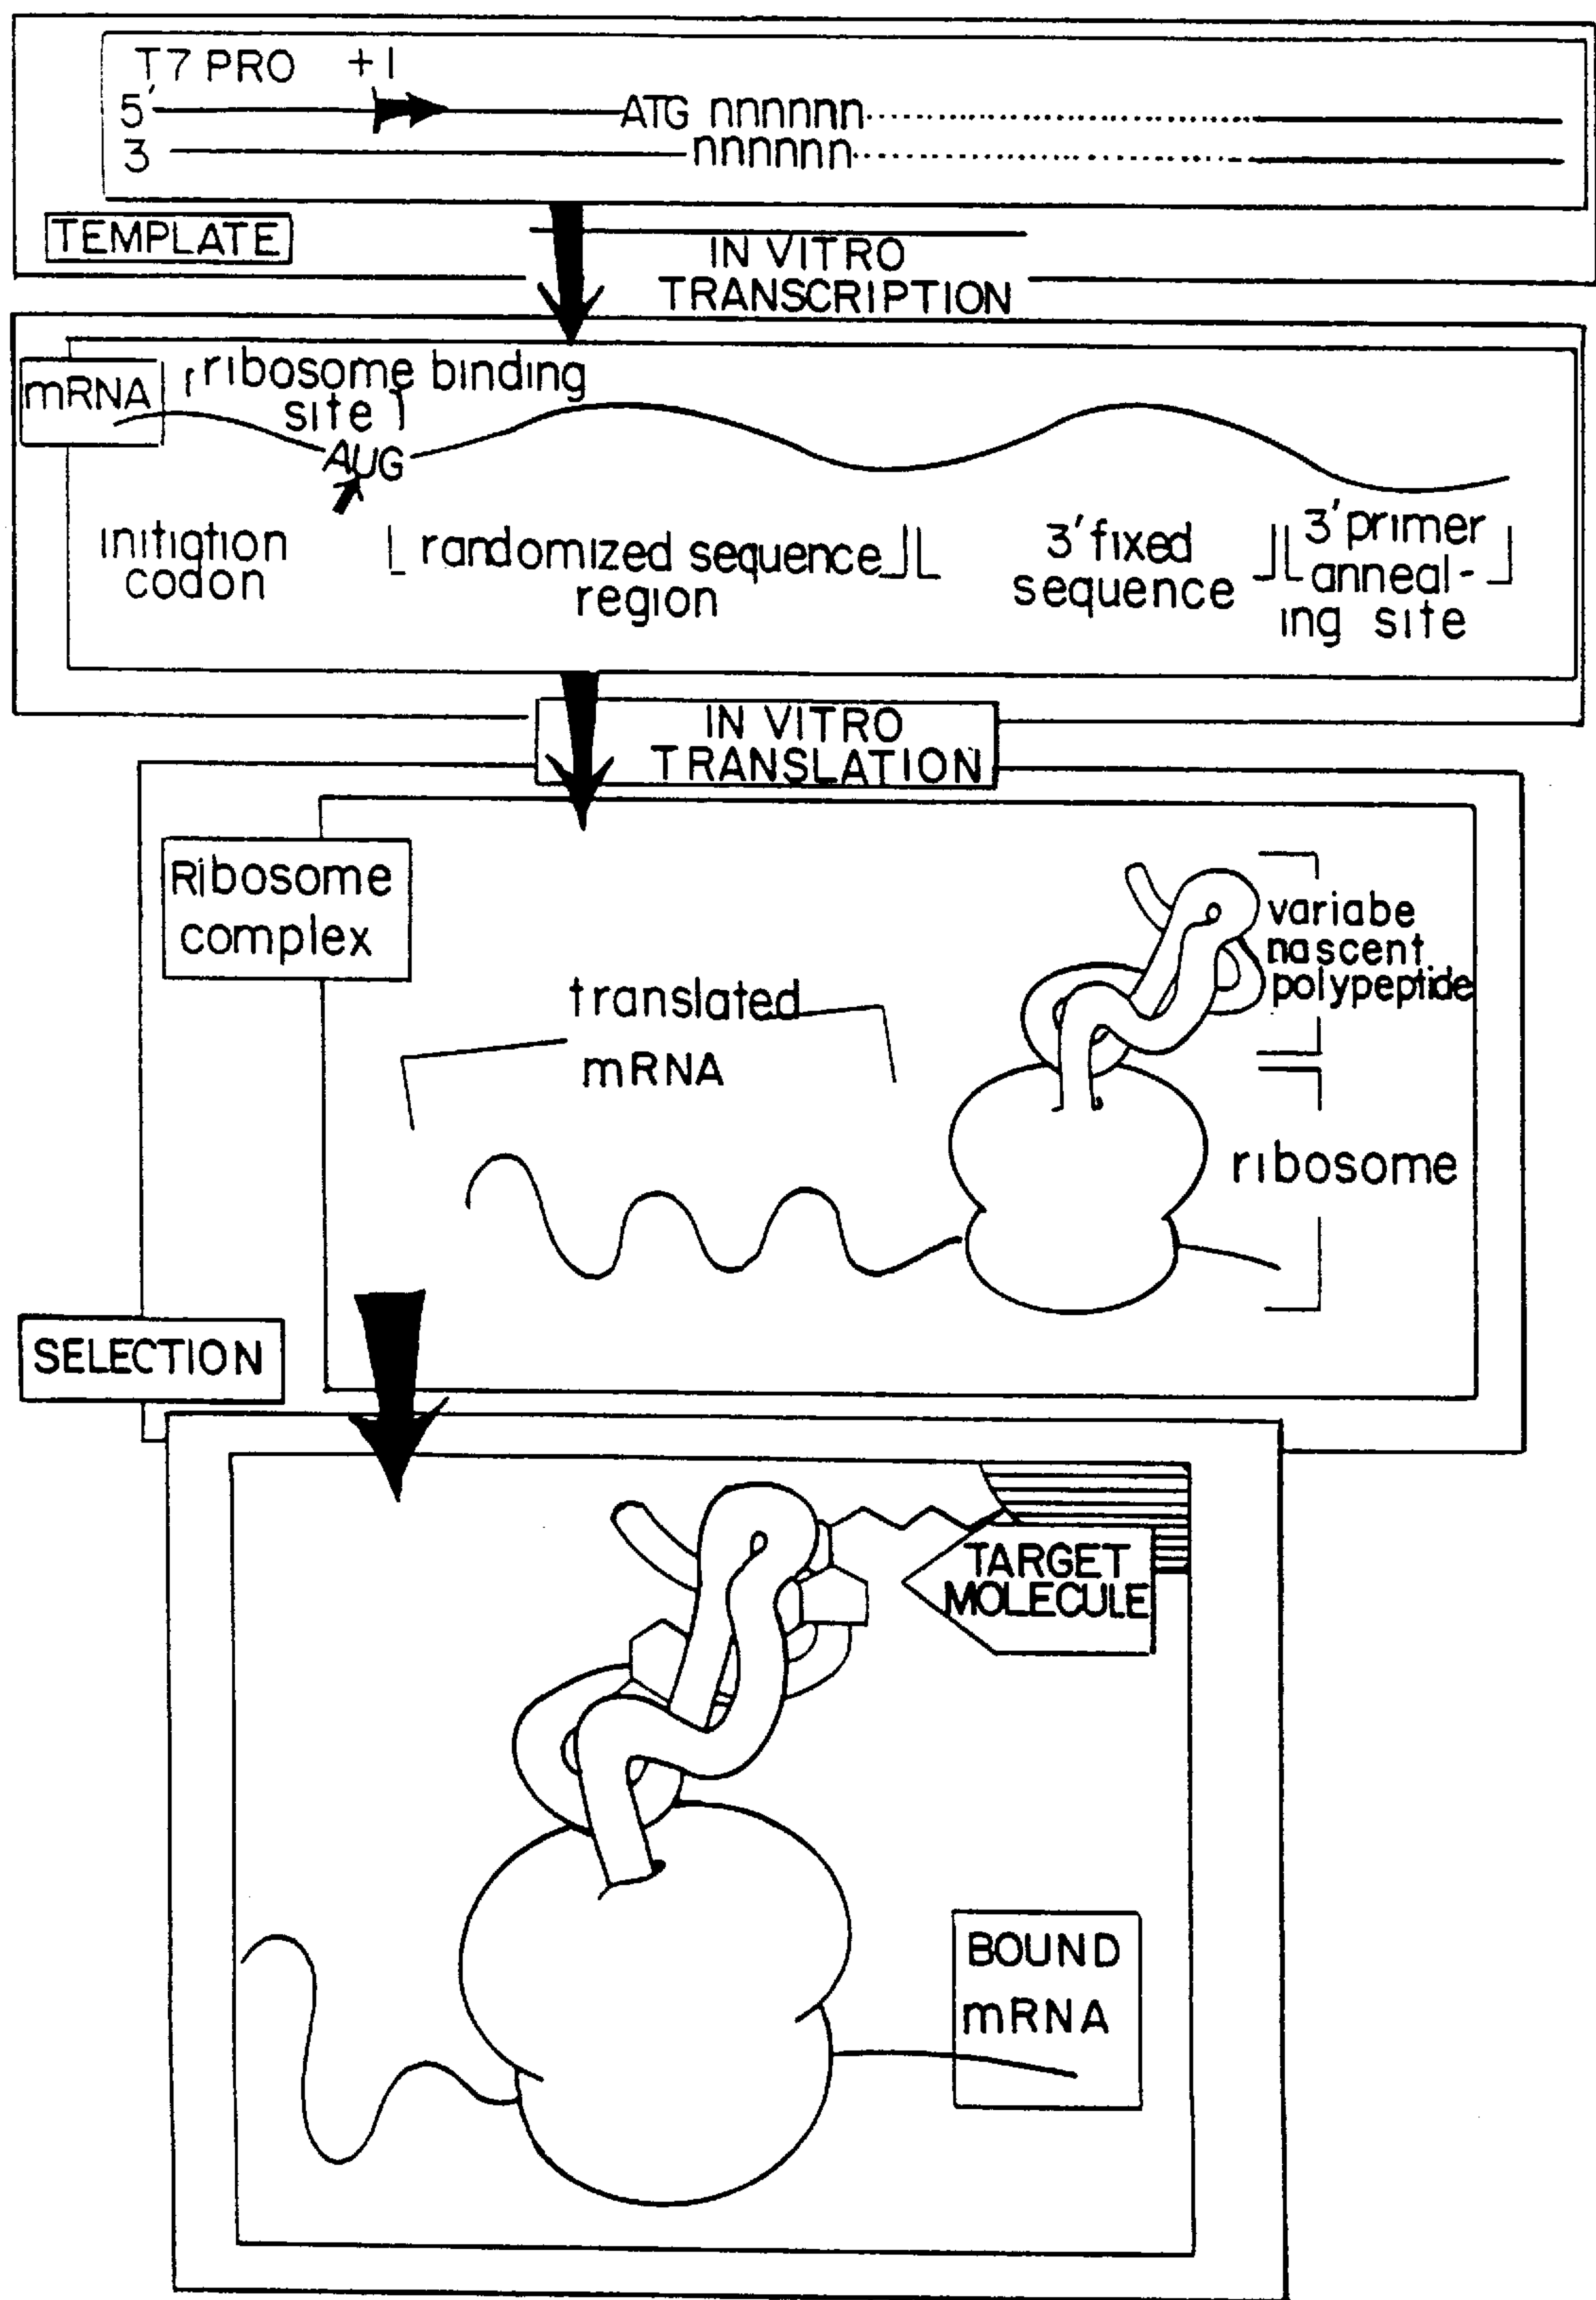 T7 PRO +1
5' ATG nnnnnn
3 nnnnnn
TEMPLATE
IN VITRO
TRANSCRIPTION
mRNA
ribosome binding
site
AUG
initiation
codon
randomized sequence
region
3' fixed
sequence
3' primer
anneal-
ing site
IN VITRO
TRANSLATION
Ribosome
complex
translated
mRNA
variabe
nascent
polypeptide
ribosome
SELECTION
TARGET
MOLECULE
BOUND
mRNA